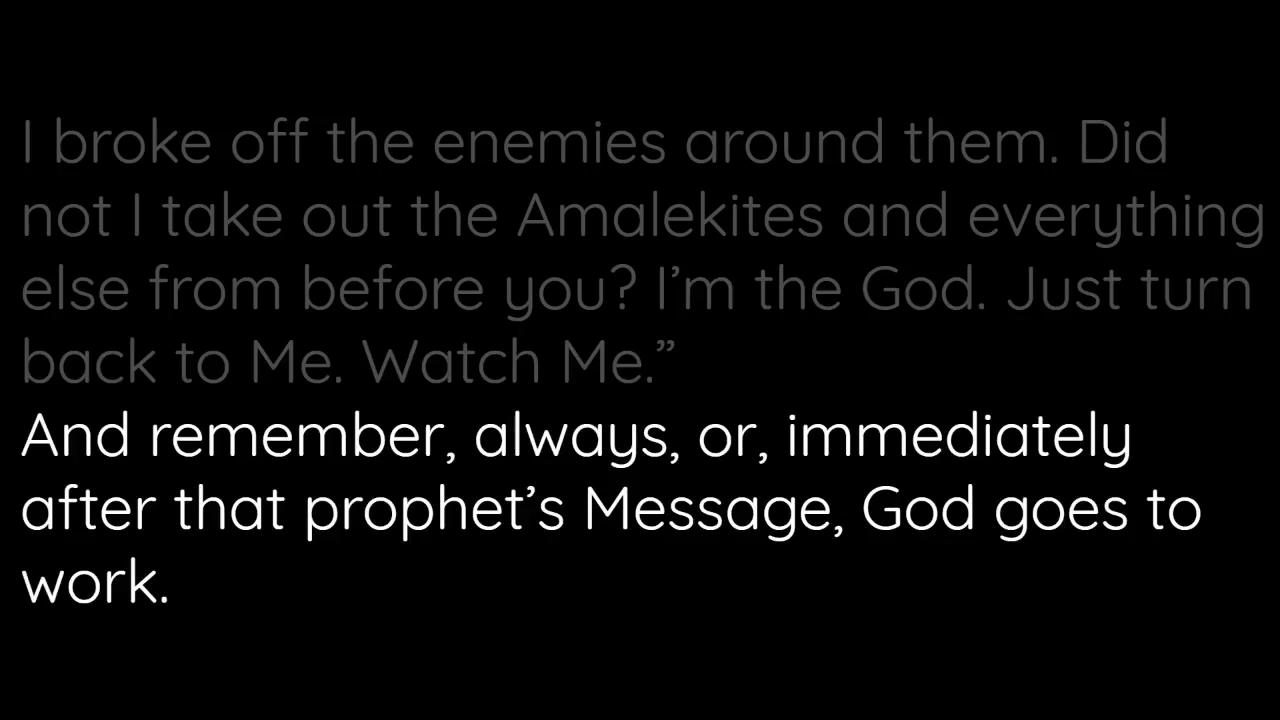 I broke off the enemies around them. Did
not I take out the Amalekites and everything
else from before you? I’m the God. Just turn
back to Me. Watch Me.”
And remember, always, or, immediately
after that prophet’s Message, God goes to
work.